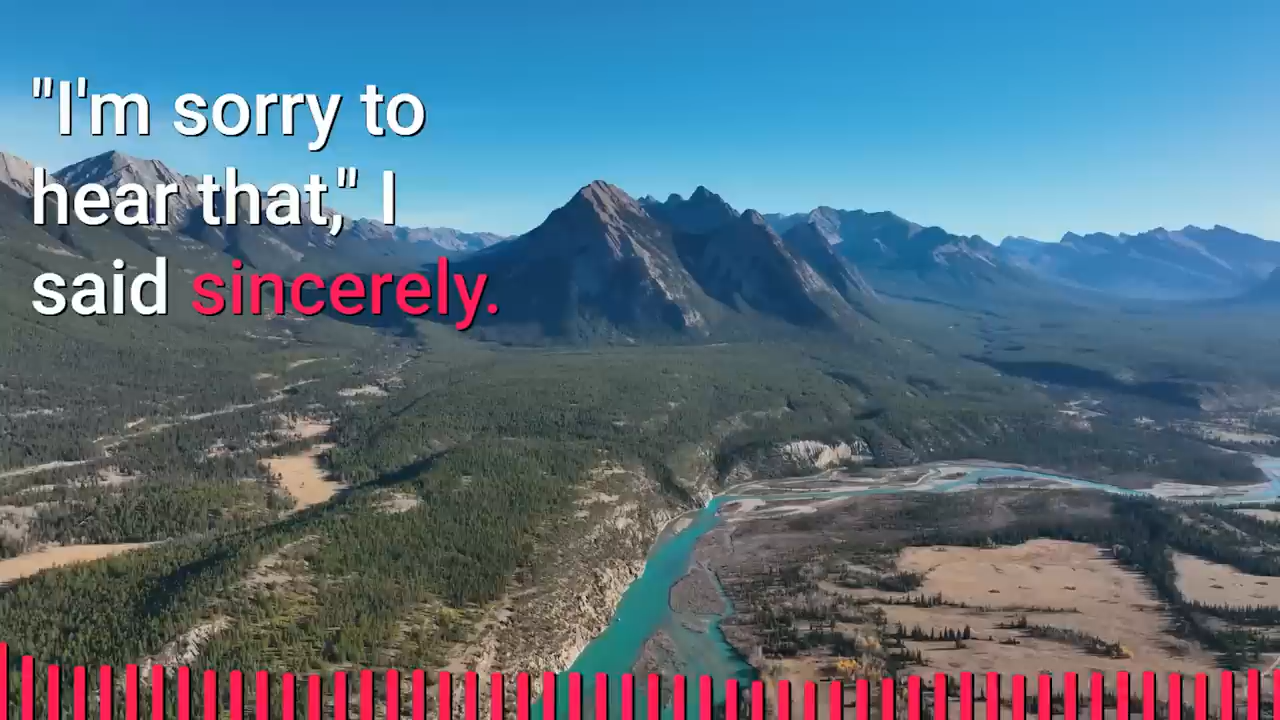 "I'm sorry to
hear that," I
said sincerely.